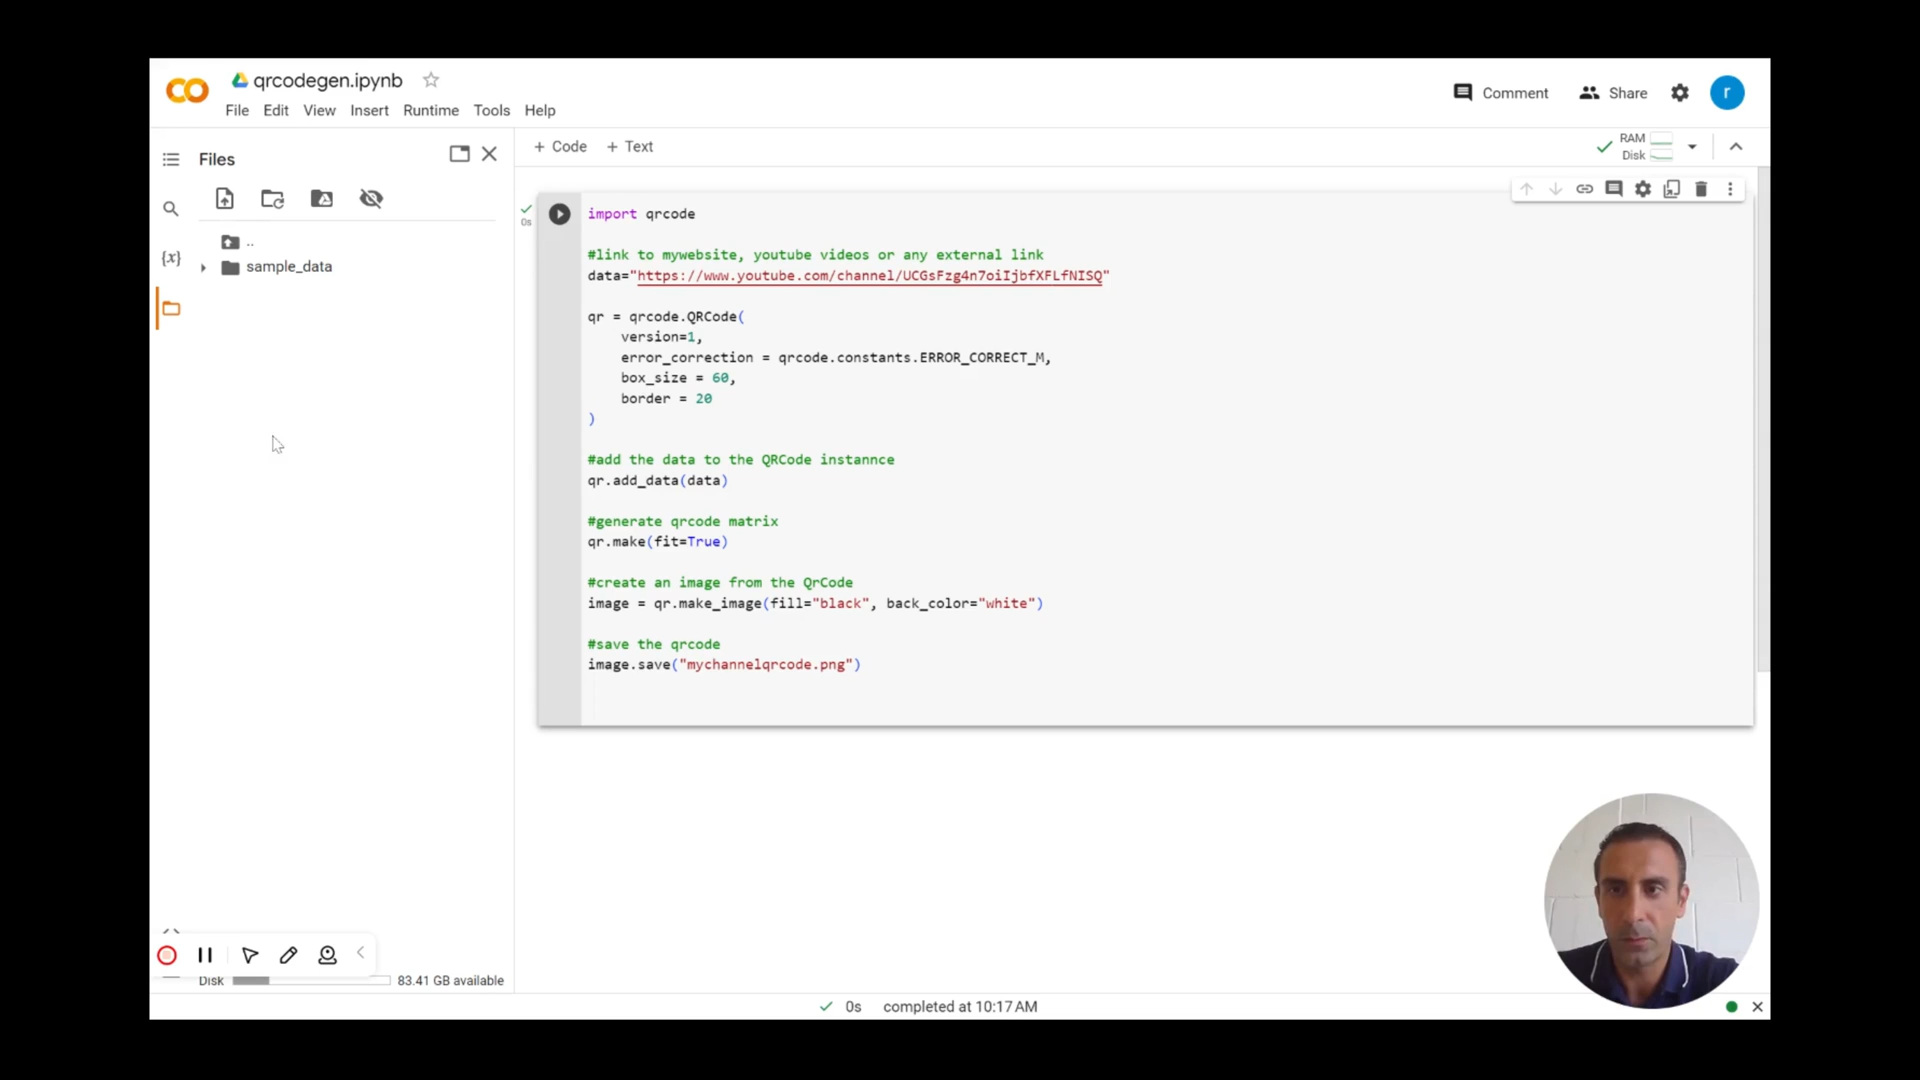 qrcodegen.ipynb
File Edit View Insert Runtime Tools Help
Comment Share r
Files
+ Code + Text
RAM
Disk
..
sample_data
{x}
0s
import qrcode
#link to mywebsite, youtube videos or any external link
data="https://www.youtube.com/channel/UCGsFzg4n7oiIjbfXFLfNISQ"
qr = qrcode.QRCode(
version=1,
error_correction = qrcode.constants.ERROR_CORRECT_M,
box_size = 60,
border = 20
)
#add the data to the QRCode instannce
qr.add_data(data)
#generate qrcode matrix
qr.make(fit=True)
#create an image from the QrCode
image = qr.make_image(fill="black", back_color="white")
#save the qrcode
image.save("mychannelqrcode.png")
Disk 83.41 GB available
0s completed at 10:17 AM